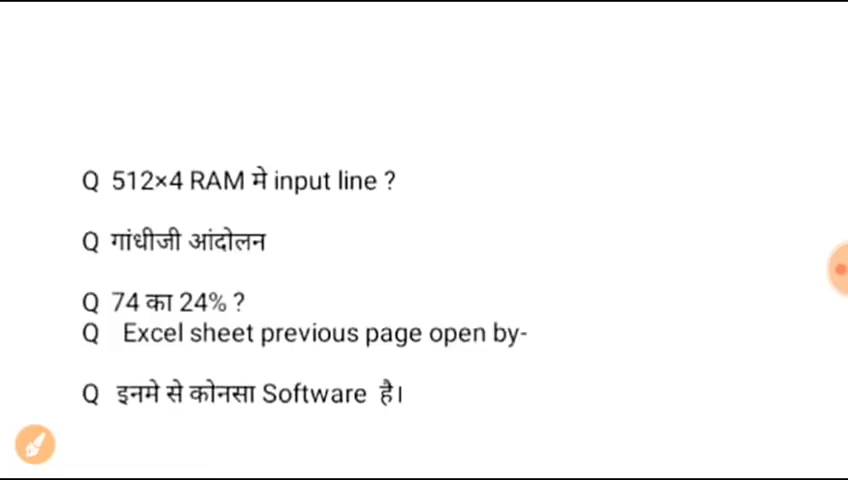 Q 512×4 RAM मे input line ?
Q गांधीजी आंदोलन
Q 74 का 24% ?
Q Excel sheet previous page open by-
Q इनमे से कोनसा Software है।